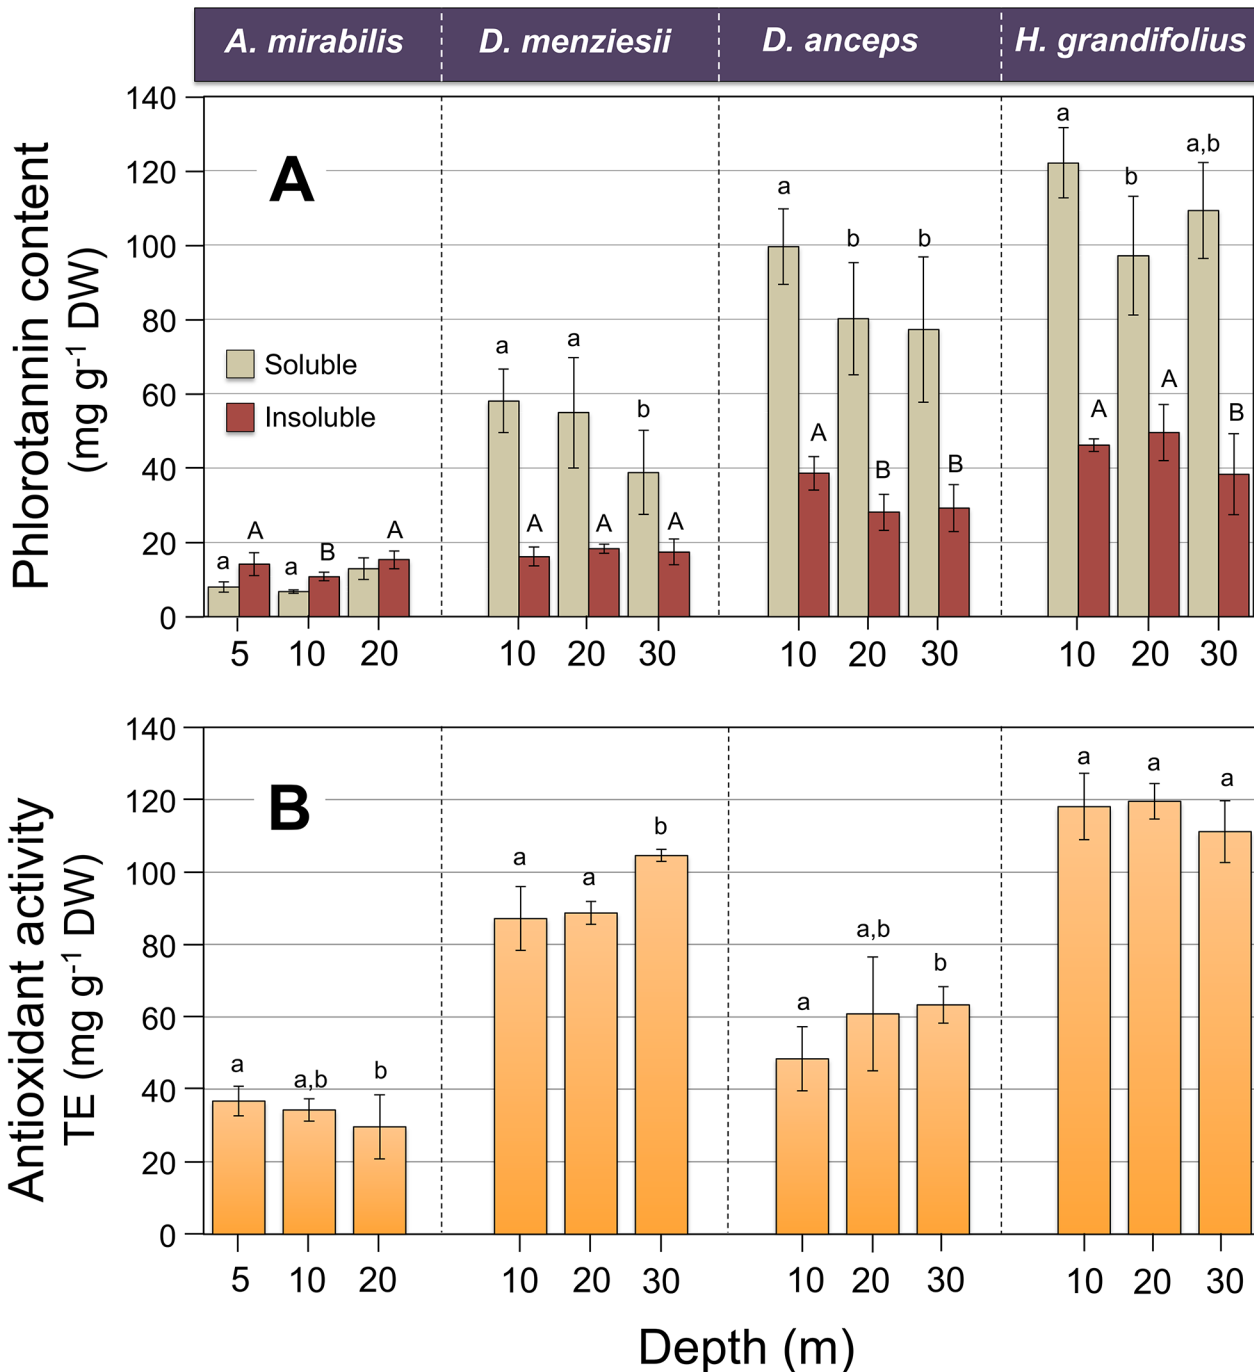 A. mirabilis D. menziesii D. anceps H. grandifolius
Phlorotannin content
(mg g⁻¹ DW)
A
140
120
100
80
60
40
20
0
Soluble
Insoluble
a A a B A
a A a A b A
a A b B b B
a A b A a,b B
5 10 20 10 20 30 10 20 30 10 20 30
Antioxidant activity
TE (mg g⁻¹ DW)
B
140
120
100
80
60
40
20
0
a a,b b
a a b
a a,b b
a a a
5 10 20 10 20 30 10 20 30 10 20 30
Depth (m)